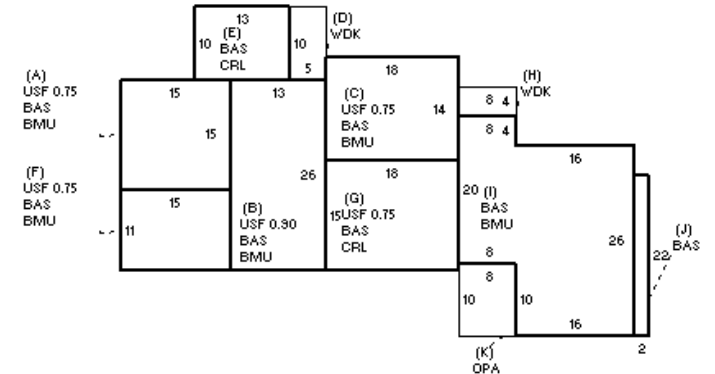 13
(E)
BAS
CRL
10
10
5
(D)
WDK
(A)
USF 0.75
BAS
BMU
15
15
13
26
18
(C)
USF 0.75
BAS
BMU
14
(H)
WDK
8 4
8 4
16
(F)
USF 0.75
BAS
BMU
15
11
(B)
USF 0.90
BAS
BMU
18
(G)
15 USF 0.75
BAS
CRL
20 (I)
BAS
BMU
8
8
10
10
26
22
16
2
(J)
BAS
(K)
OPA